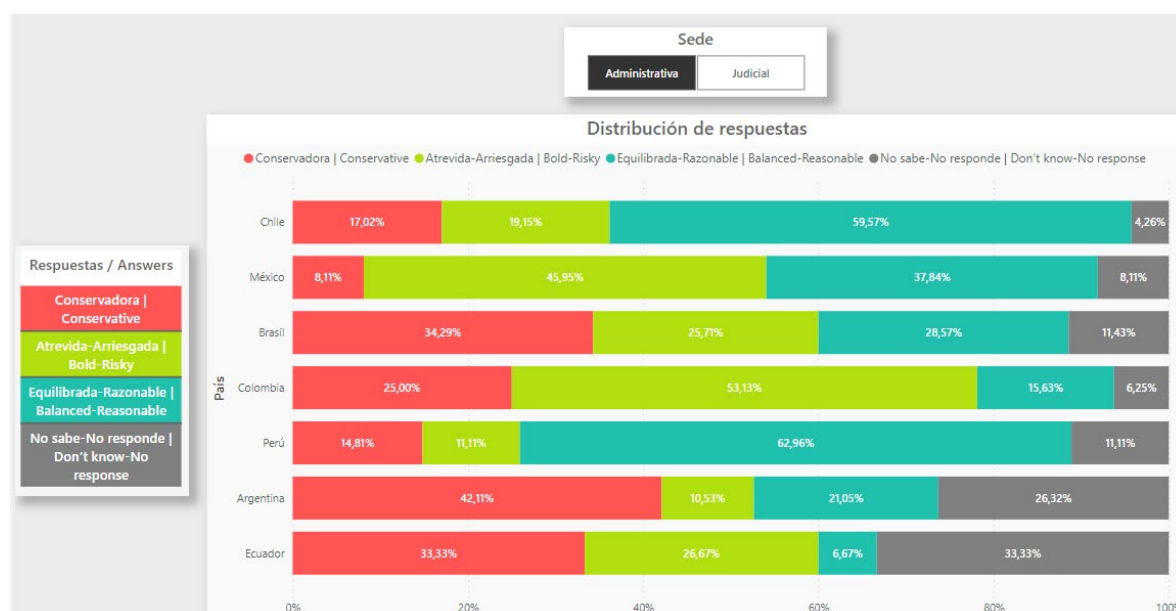 Sede
Administrativa
Judicial
Distribución de respuestas
Conservadora | Conservative Atrevida-Arriesgada | Bold-Risky Equilibrada-Razonable | Balanced-Reasonable No sabe-No responde | Don't know-No response
Respuestas / Answers
Conservadora |
Conservative
Atrevida-Arriesgada |
Bold-Risky
Equilibrada-Razonable |
Balanced-Reasonable
No sabe-No responde |
Don't know-No
response
País
Chile 17,02% 19,15% 59,57% 4,26%
México 8,11% 45,95% 37,84% 8,11%
Brasil 34,29% 25,71% 28,57% 11,43%
Colombia 25,00% 53,13% 15,63% 6,25%
Perú 14,81% 11,11% 62,96% 11,11%
Argentina 42,11% 10,53% 21,05% 26,32%
Ecuador 33,33% 26,67% 6,67% 33,33%
0% 20% 40% 60% 80% 100